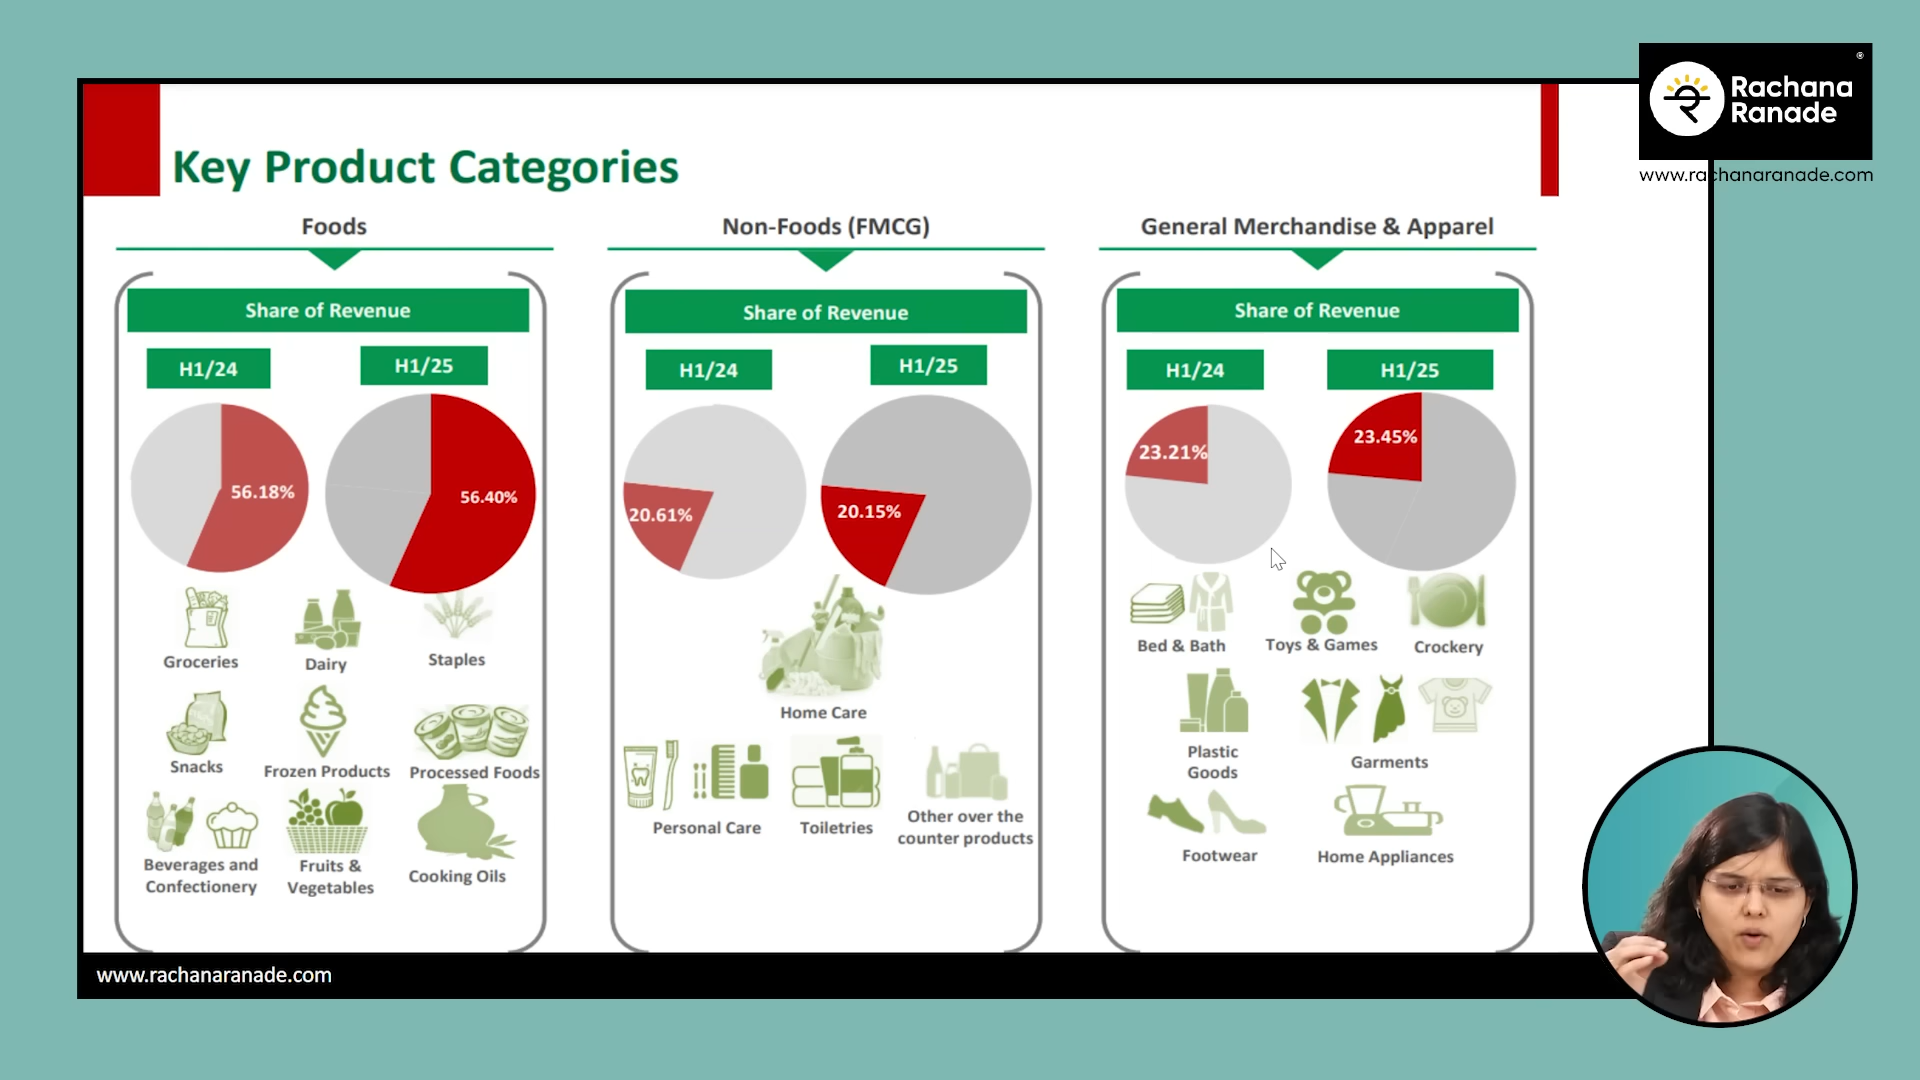 ®
Rachana
Ranade
www.rachanaranade.com
Key Product Categories
Foods
Share of Revenue
H1/24
H1/25
56.18%
56.40%
Groceries
Dairy
Staples
Snacks
Frozen Products
Processed Foods
Beverages and
Confectionery
Fruits &
Vegetables
Cooking Oils
Non-Foods (FMCG)
Share of Revenue
H1/24
H1/25
20.61%
20.15%
Home Care
Personal Care
Toiletries
Other over the
counter products
General Merchandise & Apparel
Share of Revenue
H1/24
H1/25
23.21%
23.45%
Bed & Bath
Toys & Games
Crockery
Plastic
Goods
Garments
Footwear
Home Appliances
www.rachanaranade.com